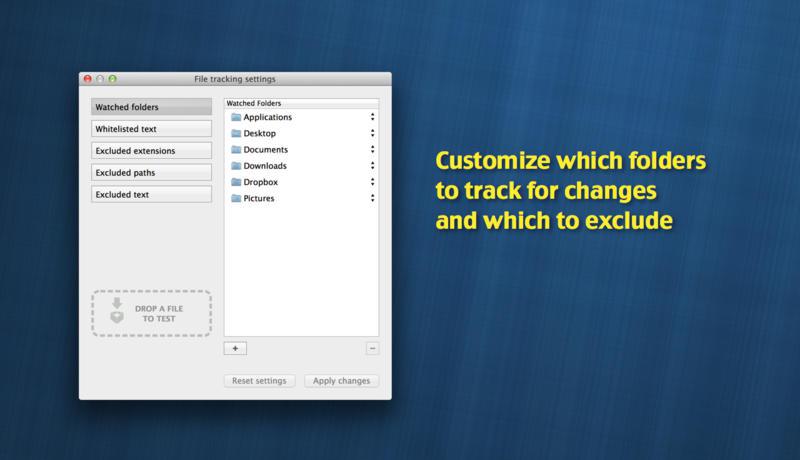 File tracking settings
Watched folders
Whitelisted text
Excluded extensions
Excluded paths
Excluded text
DROP A FILE
TO TEST
Watched Folders
Applications
Desktop
Documents
Downloads
Dropbox
Pictures
+
−
Reset settings
Apply changes
Customize which folders
to track for changes
and which to exclude